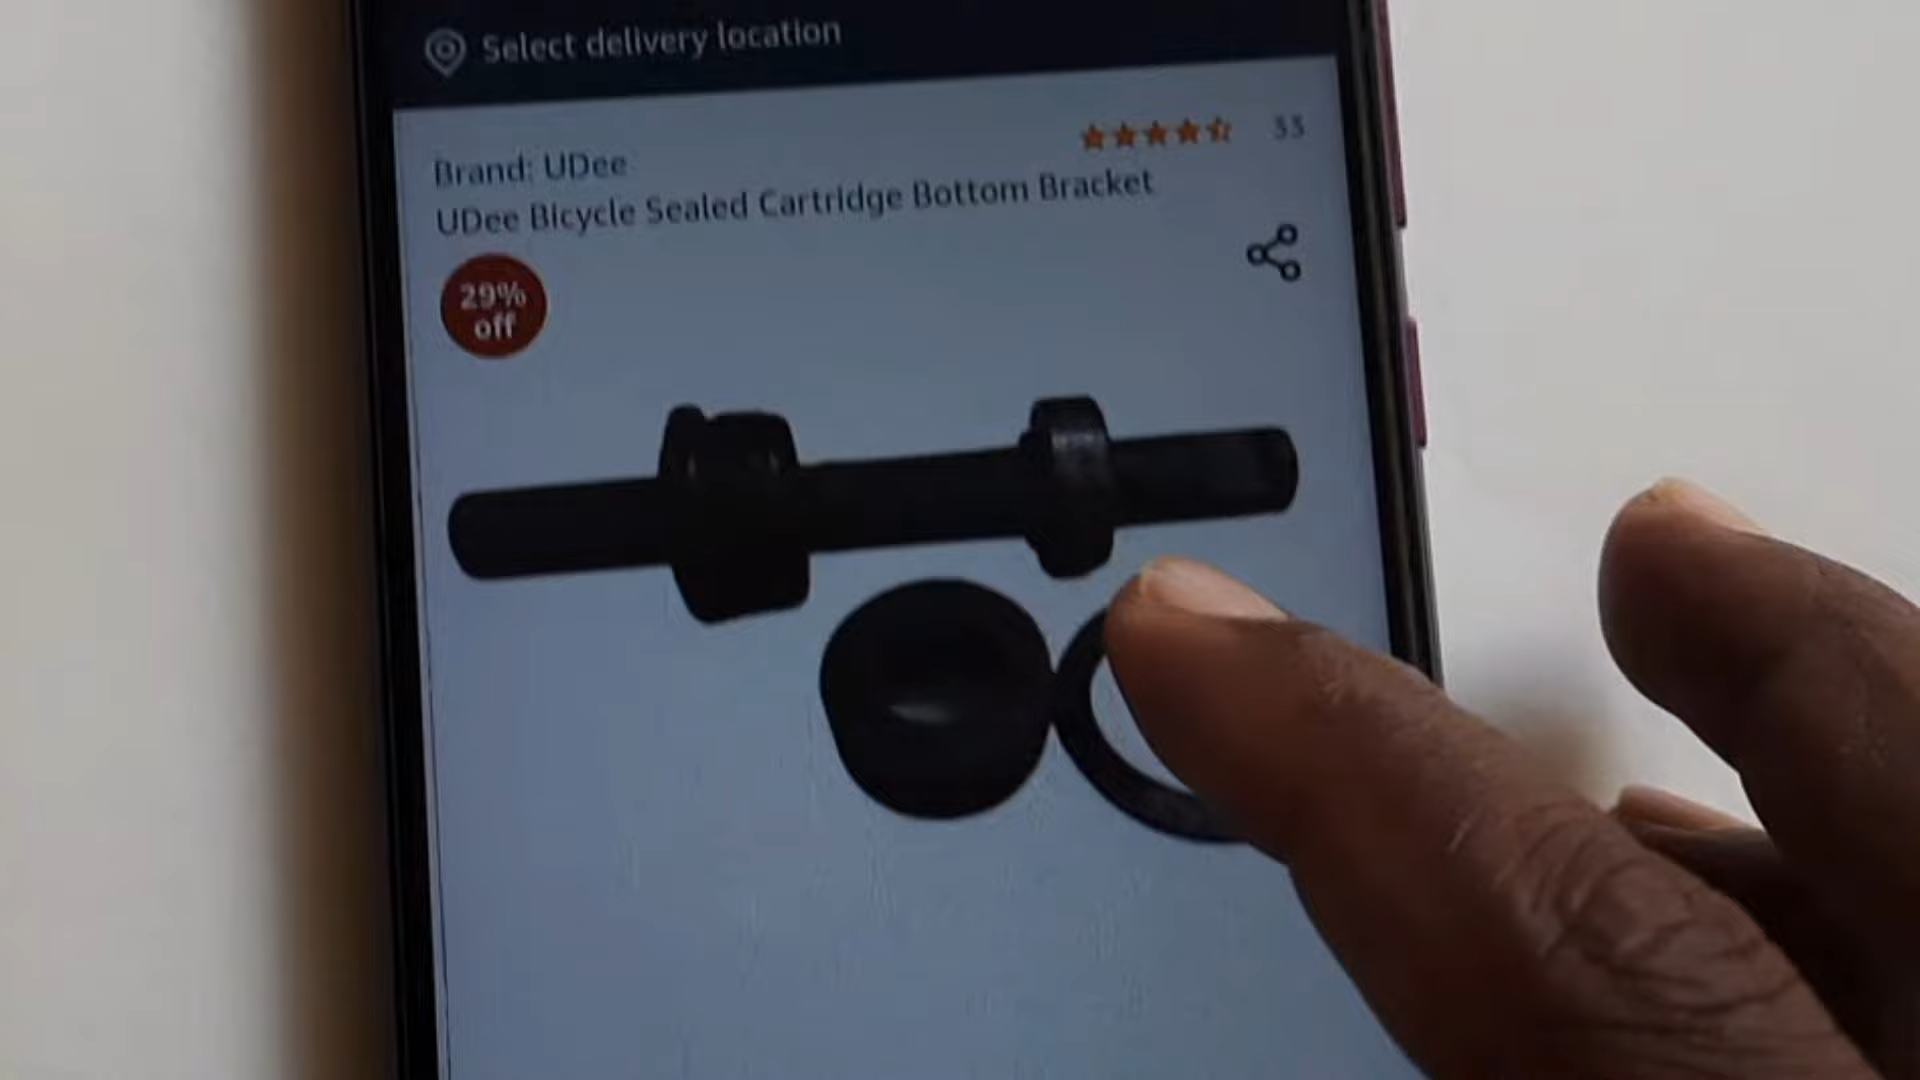 Select delivery location
33
Brand: UDee
UDee Bicycle Sealed Cartridge Bottom Bracket
29%
off